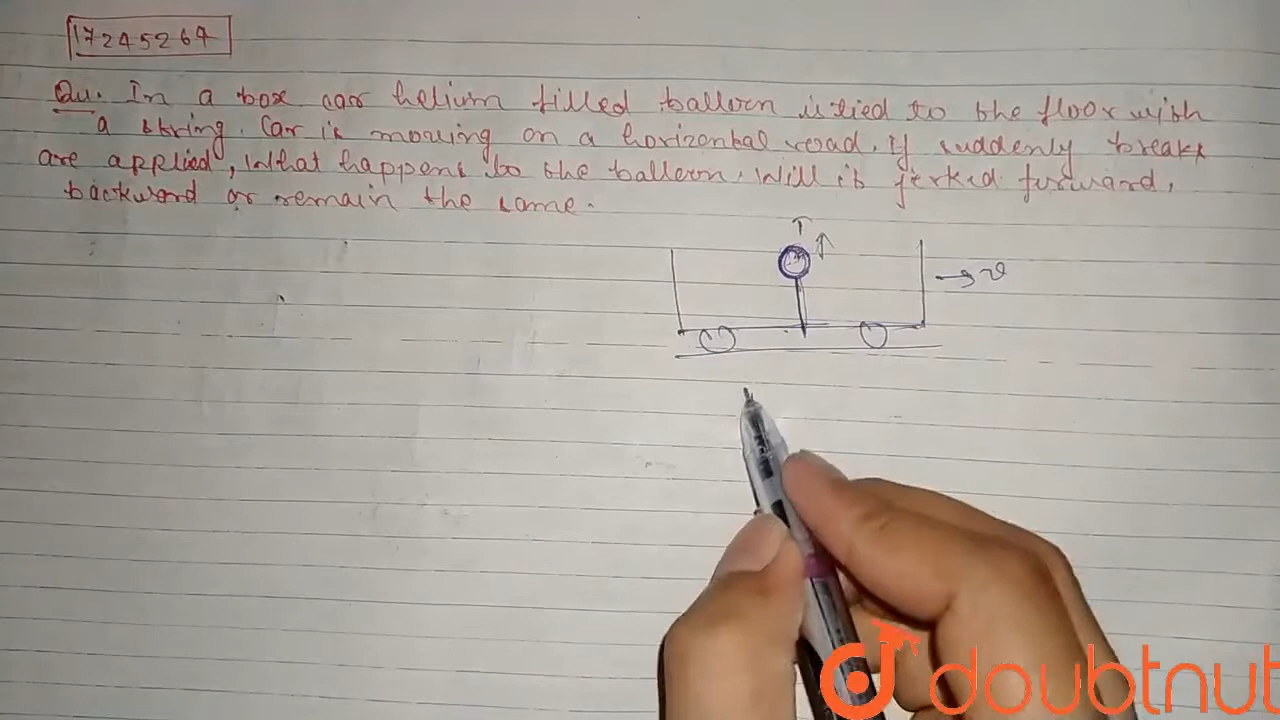 17245264
Qu. In a box car helium filled balloon is tied to the floor with
a string. Car is moving on a horizontal road. If suddenly breaks
are applied, What happens to the balloon. Will it jerked forward,
backward or remain the same.
→v
doubtnut